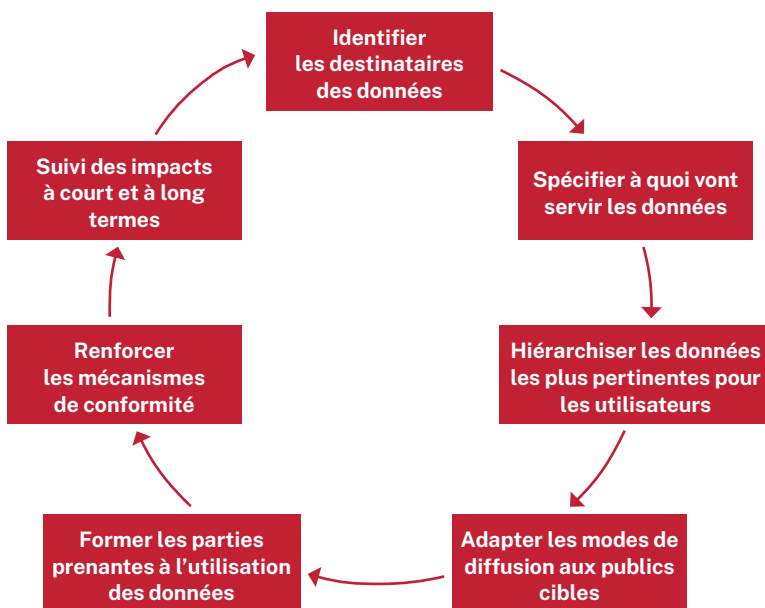 Identifier
les destinataires
des données
Spécifier à quoi vont
servir les données
Hiérarchiser les données
les plus pertinentes pour
les utilisateurs
Adapter les modes de
diffusion aux publics
cibles
Former les parties
prenantes à l’utilisation
des données
Renforcer
les mécanismes
de conformité
Suivi des impacts
à court et à long
termes